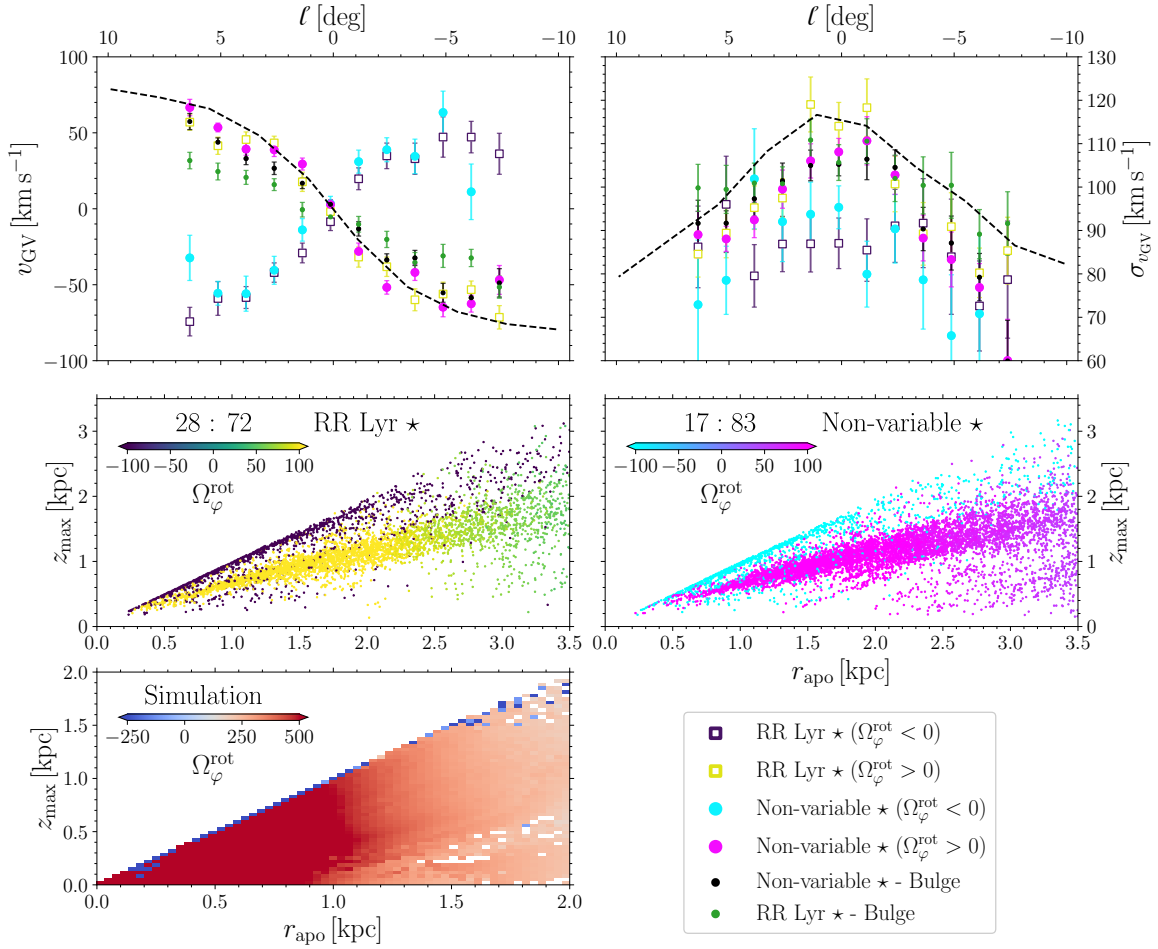 ℓ [deg]
10 5 0 −5 −10
100
50
0
−50
−100
v_GV [km s⁻¹]
ℓ [deg]
10 5 0 −5 −10
130
120
110
100
90
80
70
60
σ_vGV [km s⁻¹]
28 : 72 RR Lyr ⋆
−100 −50 0 50 100
Ω_φ^rot
3
2
1
0
z_max [kpc]
0.0 0.5 1.0 1.5 2.0 2.5 3.0 3.5
17 : 83 Non-variable ⋆
−100 −50 0 50 100
Ω_φ^rot
3
2
1
0
z_max [kpc]
0.0 0.5 1.0 1.5 2.0 2.5 3.0 3.5
r_apo [kpc]
Simulation
−250 0 250 500
Ω_φ^rot
2.0
1.5
1.0
0.5
0.0
z_max [kpc]
0.0 0.4 0.8 1.2 1.6 2.0
r_apo [kpc]
RR Lyr ⋆ (Ω_φ^rot < 0)
RR Lyr ⋆ (Ω_φ^rot > 0)
Non-variable ⋆ (Ω_φ^rot < 0)
Non-variable ⋆ (Ω_φ^rot > 0)
Non-variable ⋆ - Bulge
RR Lyr ⋆ - Bulge